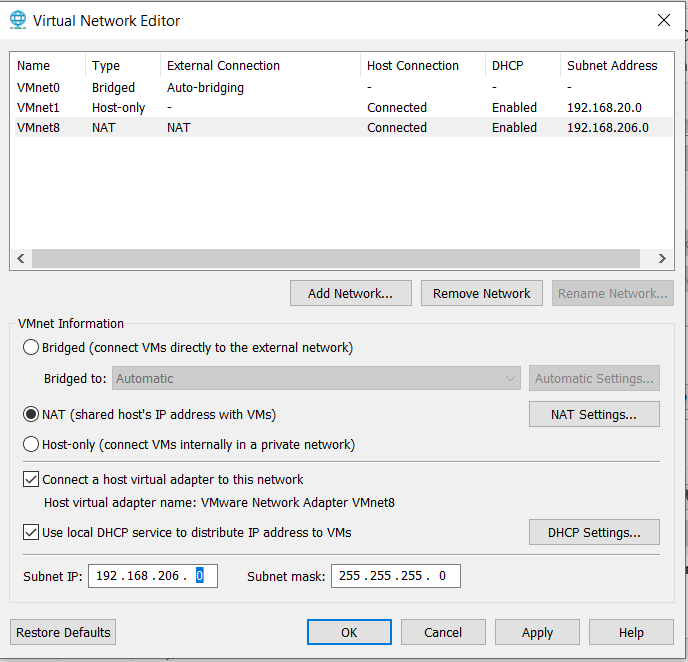 Virtual Network Editor
Name Type External Connection Host Connection DHCP Subnet Address
VMnet0 Bridged Auto-bridging - - -
VMnet1 Host-only - Connected Enabled 192.168.20.0
VMnet8 NAT NAT Connected Enabled 192.168.206.0
Add Network... Remove Network Rename Network...
VMnet Information
Bridged (connect VMs directly to the external network)
Bridged to: Automatic Automatic Settings...
NAT (shared host's IP address with VMs) NAT Settings...
Host-only (connect VMs internally in a private network)
Connect a host virtual adapter to this network
Host virtual adapter name: VMware Network Adapter VMnet8
Use local DHCP service to distribute IP address to VMs DHCP Settings...
Subnet IP: 192 . 168 . 206 . 0 Subnet mask: 255 . 255 . 255 . 0
Restore Defaults OK Cancel Apply Help